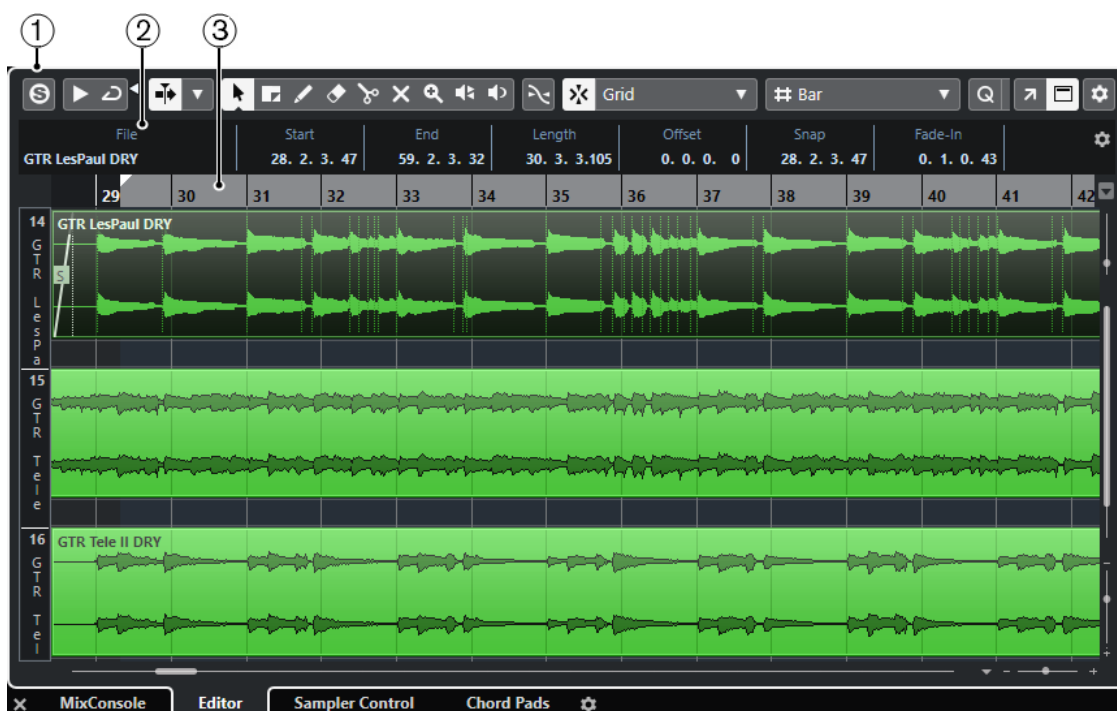 1 2 3
S Grid Bar Q
File Start End Length Offset Snap Fade-In
GTR LesPaul DRY 28. 2. 3. 47 59. 2. 3. 32 30. 3. 3.105 0. 0. 0. 0 28. 2. 3. 47 0. 1. 0. 43
29 30 31 32 33 34 35 36 37 38 39 40 41 42
14 GTR LesPaul DRY
GTR LesPa
S
15
GTR Tele
16 GTR Tele II DRY
GTR Tel
MixConsole Editor Sampler Control Chord Pads